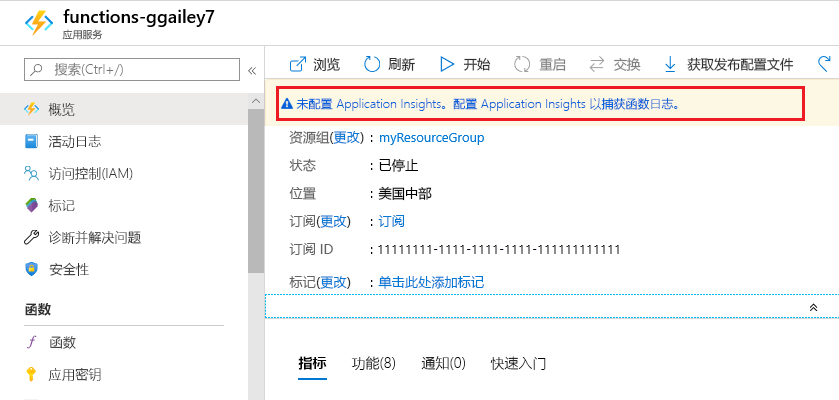 functions-ggailey7
应用服务
搜索(Ctrl+/)
«
概览
活动日志
访问控制(IAM)
标记
诊断并解决问题
安全性
函数
函数
应用密钥
浏览 刷新 开始 重启 交换 获取发布配置文件
未配置 Application Insights。配置 Application Insights 以捕获函数日志。
资源组(更改) : myResourceGroup
状态 : 已停止
位置 : 美国中部
订阅(更改) : 订阅
订阅 ID : 11111111-1111-1111-1111-111111111111
标记(更改) : 单击此处添加标记
指标 功能(8) 通知(0) 快速入门